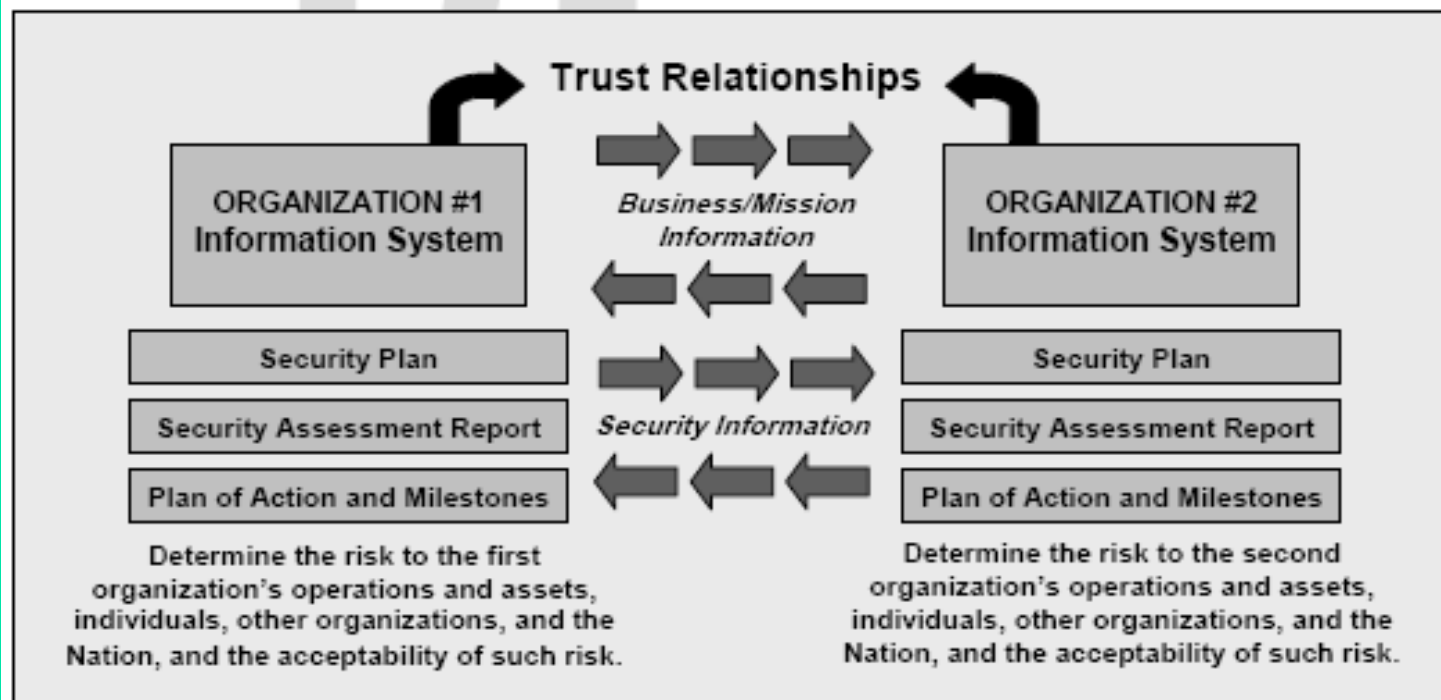 Trust Relationships
ORGANIZATION #1
Information System
Business/Mission
Information
ORGANIZATION #2
Information System
Security Plan
Security Assessment Report
Plan of Action and Milestones
Security Information
Security Plan
Security Assessment Report
Plan of Action and Milestones
Determine the risk to the first
organization's operations and assets,
individuals, other organizations, and the
Nation, and the acceptability of such risk.
Determine the risk to the second
organization's operations and assets,
individuals, other organizations, and the
Nation, and the acceptability of such risk.